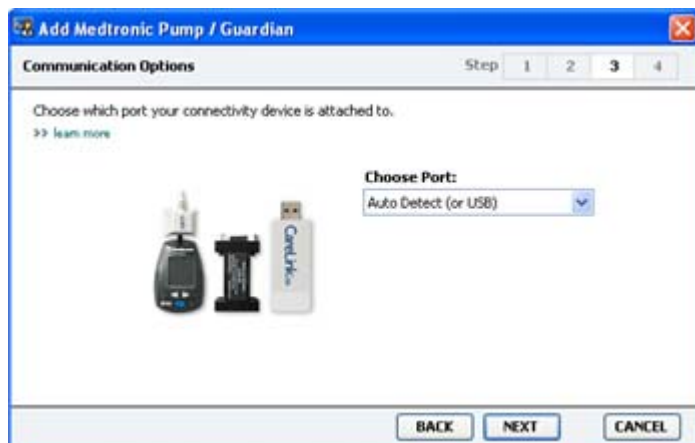 Add Medtronic Pump / Guardian
Communication Options
Step 1 2 3 4
Choose which port your connectivity device is attached to.
>> learn more
Choose Port:
Auto Detect (or USB)
CareLink
BACK NEXT CANCEL